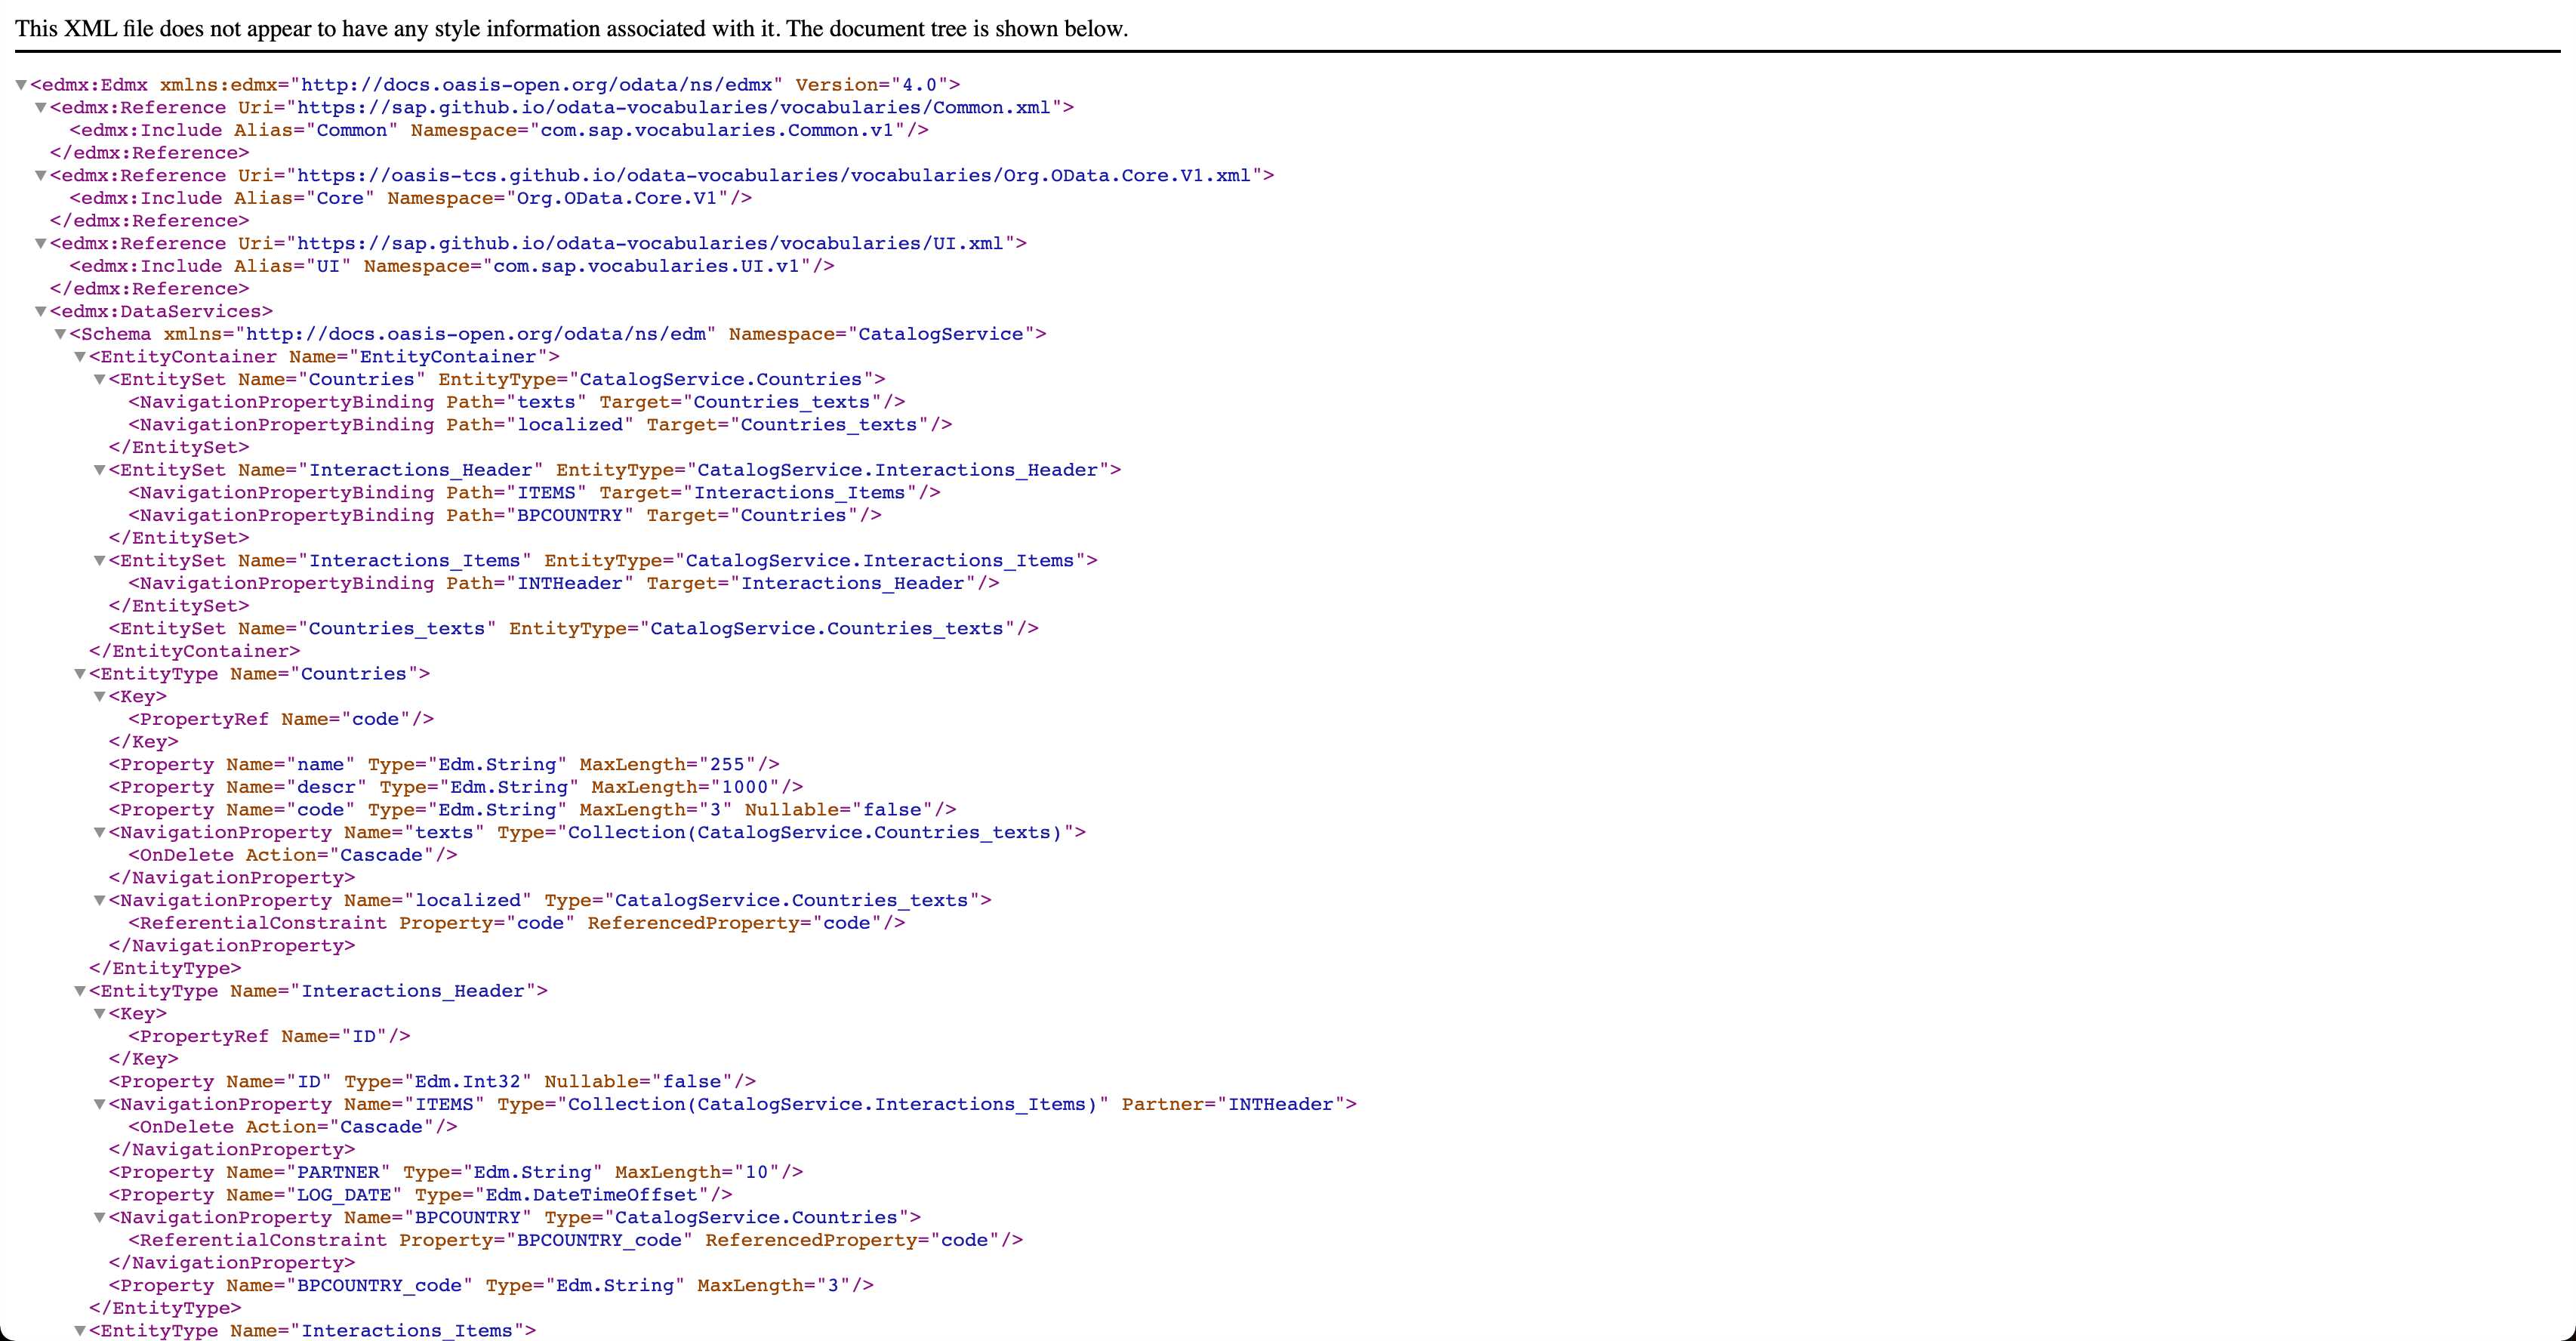 This XML file does not appear to have any style information associated with it. The document tree is shown below.
▼<edmx:Edmx xmlns:edmx="http://docs.oasis-open.org/odata/ns/edmx" Version="4.0">
▼<edmx:Reference Uri="https://sap.github.io/odata-vocabularies/vocabularies/Common.xml">
<edmx:Include Alias="Common" Namespace="com.sap.vocabularies.Common.v1"/>
</edmx:Reference>
▼<edmx:Reference Uri="https://oasis-tcs.github.io/odata-vocabularies/vocabularies/Org.OData.Core.V1.xml">
<edmx:Include Alias="Core" Namespace="Org.OData.Core.V1"/>
</edmx:Reference>
▼<edmx:Reference Uri="https://sap.github.io/odata-vocabularies/vocabularies/UI.xml">
<edmx:Include Alias="UI" Namespace="com.sap.vocabularies.UI.v1"/>
</edmx:Reference>
▼<edmx:DataServices>
▼<Schema xmlns="http://docs.oasis-open.org/odata/ns/edm" Namespace="CatalogService">
▼<EntityContainer Name="EntityContainer">
▼<EntitySet Name="Countries" EntityType="CatalogService.Countries">
<NavigationPropertyBinding Path="texts" Target="Countries_texts"/>
<NavigationPropertyBinding Path="localized" Target="Countries_texts"/>
</EntitySet>
▼<EntitySet Name="Interactions_Header" EntityType="CatalogService.Interactions_Header">
<NavigationPropertyBinding Path="ITEMS" Target="Interactions_Items"/>
<NavigationPropertyBinding Path="BPCOUNTRY" Target="Countries"/>
</EntitySet>
▼<EntitySet Name="Interactions_Items" EntityType="CatalogService.Interactions_Items">
<NavigationPropertyBinding Path="INTHeader" Target="Interactions_Header"/>
</EntitySet>
<EntitySet Name="Countries_texts" EntityType="CatalogService.Countries_texts"/>
</EntityContainer>
▼<EntityType Name="Countries">
▼<Key>
<PropertyRef Name="code"/>
</Key>
<Property Name="name" Type="Edm.String" MaxLength="255"/>
<Property Name="descr" Type="Edm.String" MaxLength="1000"/>
<Property Name="code" Type="Edm.String" MaxLength="3" Nullable="false"/>
▼<NavigationProperty Name="texts" Type="Collection(CatalogService.Countries_texts)">
<OnDelete Action="Cascade"/>
</NavigationProperty>
▼<NavigationProperty Name="localized" Type="CatalogService.Countries_texts">
<ReferentialConstraint Property="code" ReferencedProperty="code"/>
</NavigationProperty>
</EntityType>
▼<EntityType Name="Interactions_Header">
▼<Key>
<PropertyRef Name="ID"/>
</Key>
<Property Name="ID" Type="Edm.Int32" Nullable="false"/>
▼<NavigationProperty Name="ITEMS" Type="Collection(CatalogService.Interactions_Items)" Partner="INTHeader">
<OnDelete Action="Cascade"/>
</NavigationProperty>
<Property Name="PARTNER" Type="Edm.String" MaxLength="10"/>
<Property Name="LOG_DATE" Type="Edm.DateTimeOffset"/>
▼<NavigationProperty Name="BPCOUNTRY" Type="CatalogService.Countries">
<ReferentialConstraint Property="BPCOUNTRY_code" ReferencedProperty="code"/>
</NavigationProperty>
<Property Name="BPCOUNTRY_code" Type="Edm.String" MaxLength="3"/>
</EntityType>
▼<EntityType Name="Interactions_Items">